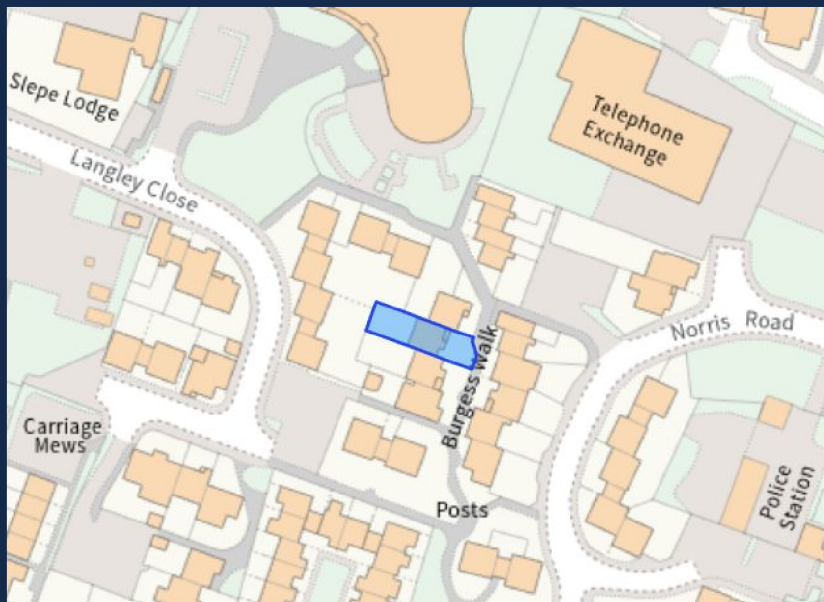 Slepe Lodge
Langley Close
Telephone
Exchange
Norris Road
Burgess Walk
Carriage
Mews
Posts
Police
Station